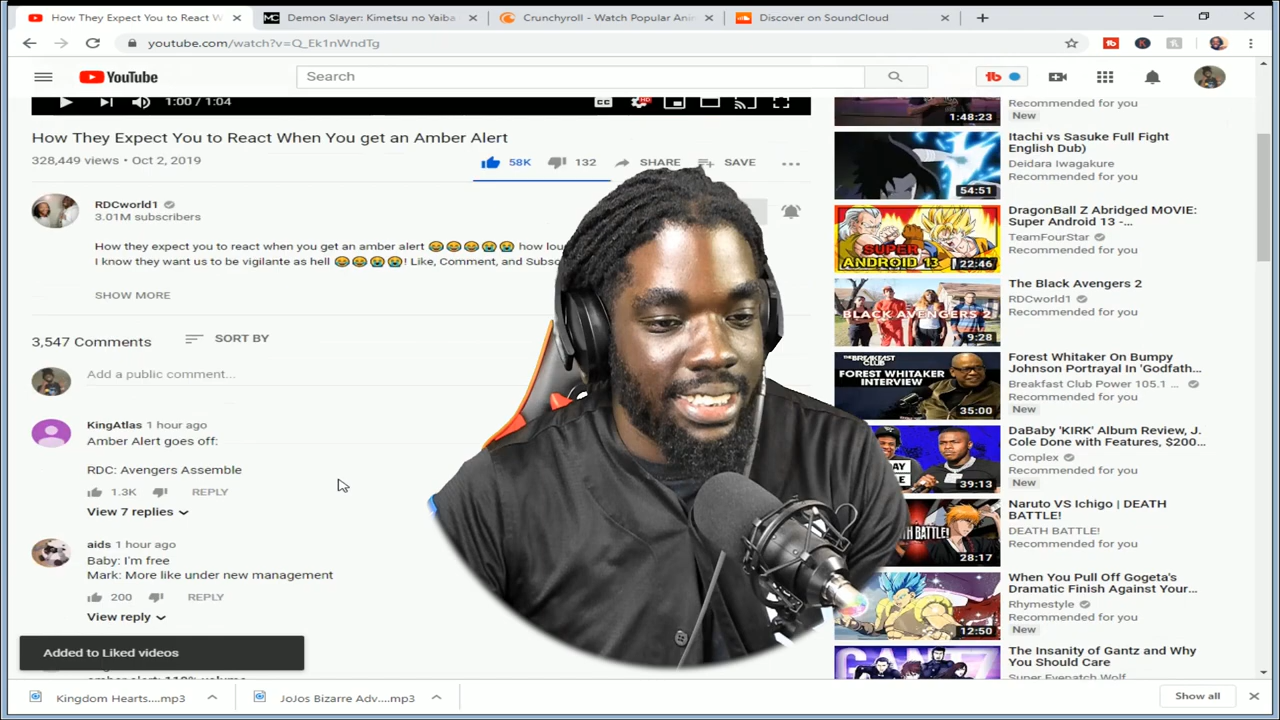 How They Expect You to React W
Demon Slayer: Kimetsu no Yaiba
Crunchyroll - Watch Popular Ani
Discover on SoundCloud
youtube.com/watch?v=Q_Ek1nWndTg
YouTube
Search
1:00 / 1:04
How They Expect You to React When You get an Amber Alert
328,449 views • Oct 2, 2019
58K
132
SHARE
SAVE
RDCworld1
3.01M subscribers
How they expect you to react when you get an amber alert 😂😂😂😭😭 how lou
I know they want us to be vigilante as hell 😂😂😭😭! Like, Comment, and Subsc
SHOW MORE
3,547 Comments
SORT BY
Add a public comment...
KingAtlas 1 hour ago
Amber Alert goes off:
RDC: Avengers Assemble
1.3K
REPLY
View 7 replies
aids 1 hour ago
Baby: I'm free
Mark: More like under new management
200
REPLY
View reply
Added to Liked videos
1:48:23
Recommended for you
New
Itachi vs Sasuke Full Fight
English Dub)
Deidara Iwagakure
Recommended for you
54:51
DragonBall Z Abridged MOVIE:
Super Android 13 -...
TeamFourStar
Recommended for you
SUPER
ANDROID 13
1:22:46
The Black Avengers 2
RDCworld1
Recommended for you
BLACK AVENGERS 2
9:28
Forest Whitaker On Bumpy
Johnson Portrayal In 'Godfath...
Breakfast Club Power 105.1 ...
Recommended for you
New
THE BREAKFAST
CLUB
FOREST WHITAKER
INTERVIEW
35:00
DaBaby 'KIRK' Album Review, J.
Cole Done with Features, $200...
Complex
Recommended for you
New
39:13
Naruto VS Ichigo | DEATH
BATTLE!
DEATH BATTLE!
Recommended for you
28:17
When You Pull Off Gogeta's
Dramatic Finish Against Your...
Rhymestyle
Recommended for you
New
12:50
The Insanity of Gantz and Why
You Should Care
Super Eyepatch Wolf
GANTZ
Kingdom Hearts....mp3
JoJos Bizarre Adv....mp3
Show all